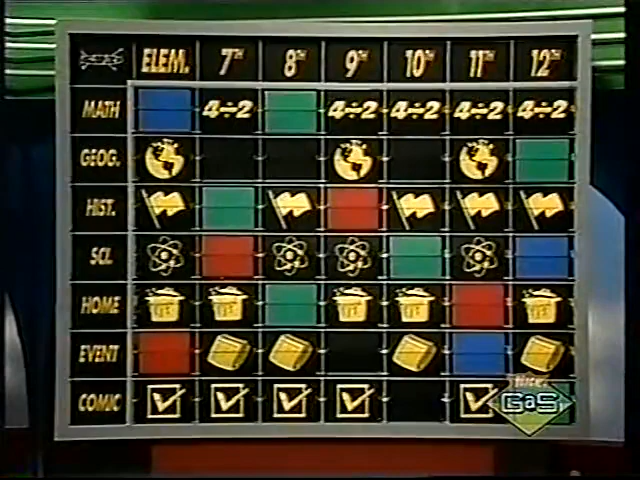 ELEM. 7TH 8TH 9TH 10TH 11TH 12TH
MATH 4÷2 4÷2 4÷2 4÷2 4÷2
GEOG.
HIST.
SCI.
HOME
EVENT
COMIC
GaS